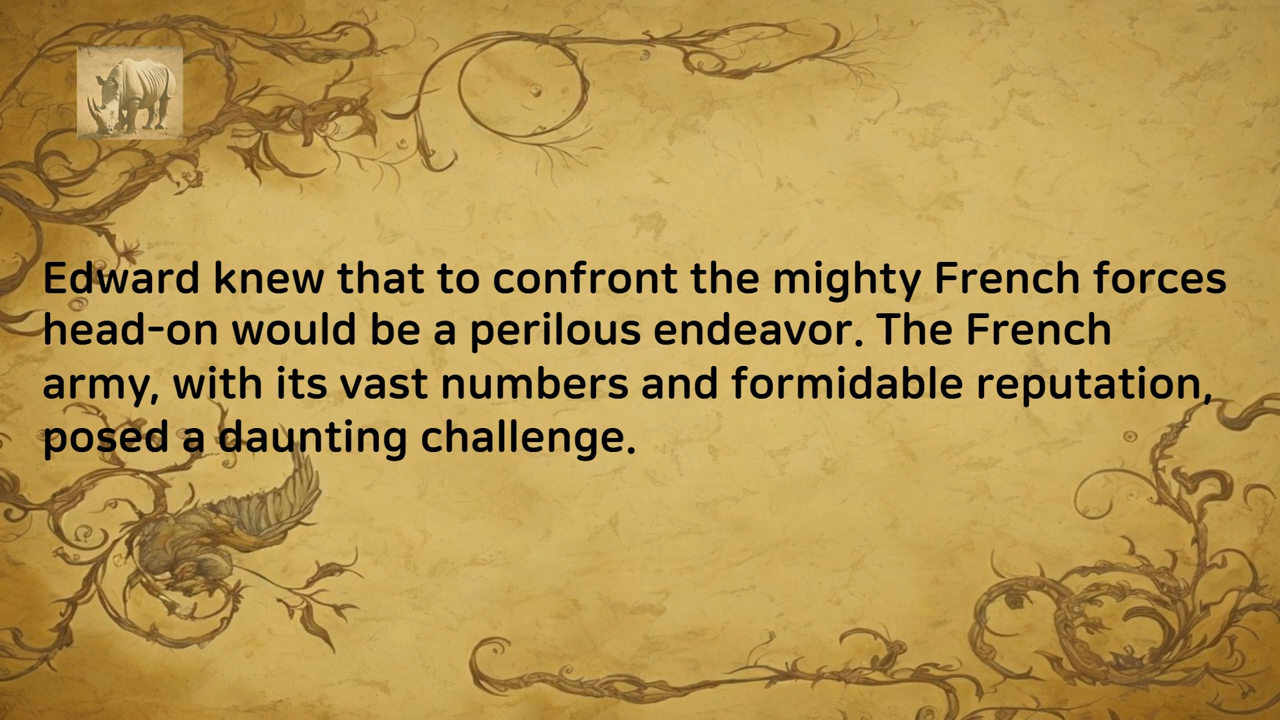 Edward knew that to confront the mighty French forces
head-on would be a perilous endeavor. The French
army, with its vast numbers and formidable reputation,
posed a daunting challenge.